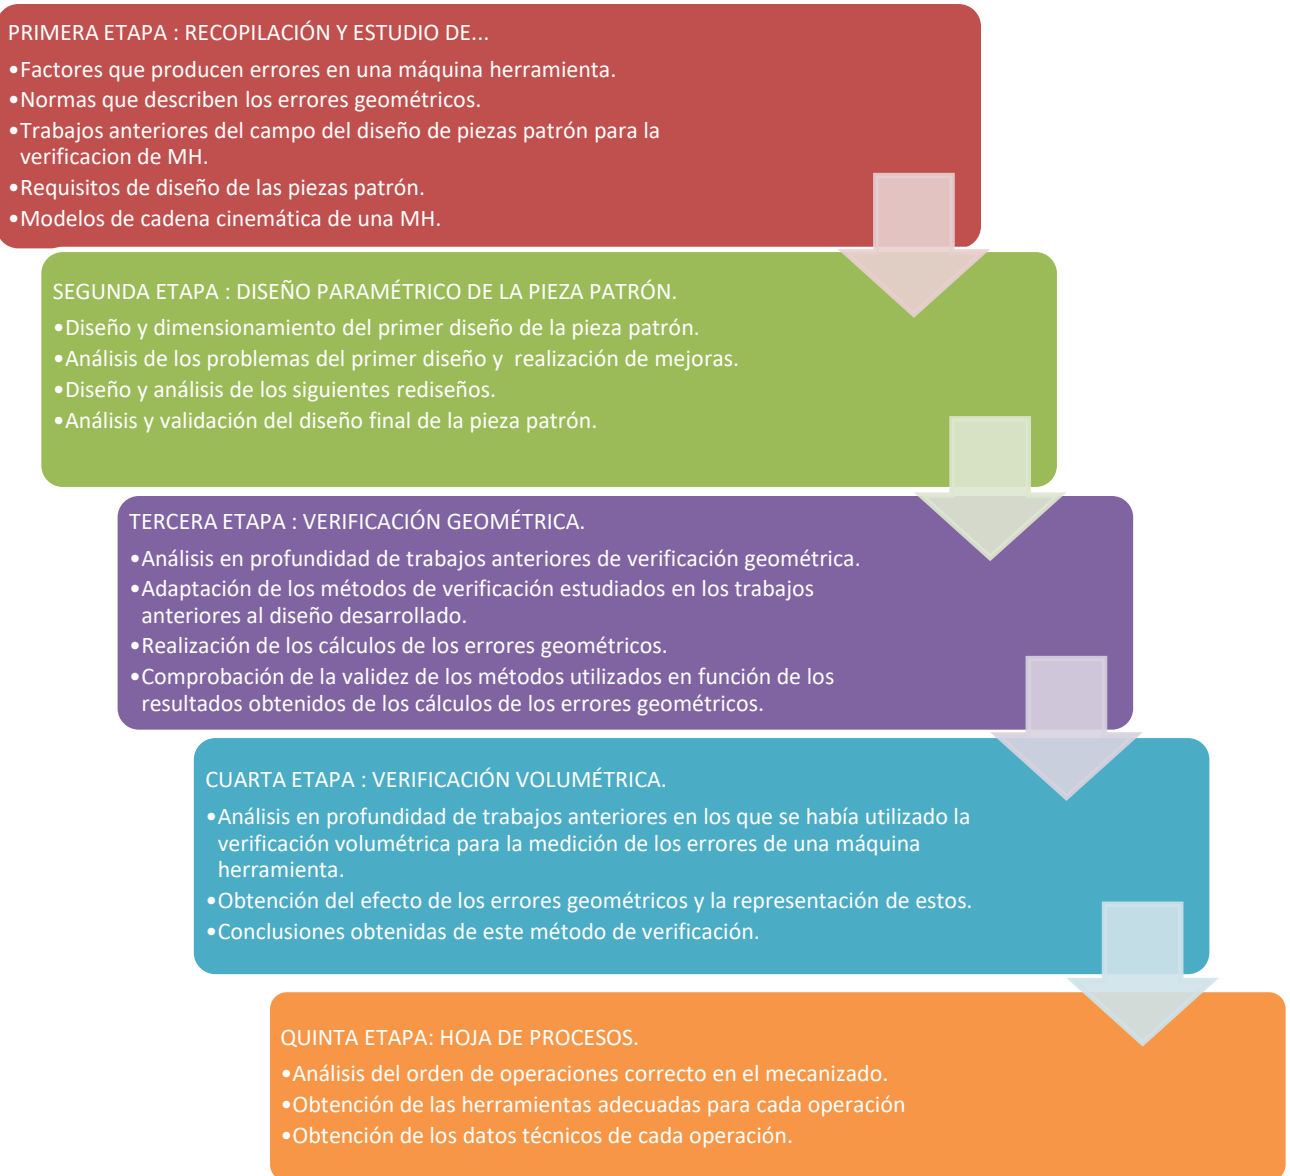 PRIMERA ETAPA : RECOPILACIÓN Y ESTUDIO DE...
•Factores que producen errores en una máquina herramienta.
•Normas que describen los errores geométricos.
•Trabajos anteriores del campo del diseño de piezas patrón para la
verificacion de MH.
•Requisitos de diseño de las piezas patrón.
•Modelos de cadena cinemática de una MH.
SEGUNDA ETAPA : DISEÑO PARAMÉTRICO DE LA PIEZA PATRÓN.
•Diseño y dimensionamiento del primer diseño de la pieza patrón.
•Análisis de los problemas del primer diseño y realización de mejoras.
•Diseño y análisis de los siguientes rediseños.
•Análisis y validación del diseño final de la pieza patrón.
TERCERA ETAPA : VERIFICACIÓN GEOMÉTRICA.
•Análisis en profundidad de trabajos anteriores de verificación geométrica.
•Adaptación de los métodos de verificación estudiados en los trabajos
anteriores al diseño desarrollado.
•Realización de los cálculos de los errores geométricos.
•Comprobación de la validez de los métodos utilizados en función de los
resultados obtenidos de los cálculos de los errores geométricos.
CUARTA ETAPA : VERIFICACIÓN VOLUMÉTRICA.
•Análisis en profundidad de trabajos anteriores en los que se había utilizado la
verificación volumétrica para la medición de los errores de una máquina
herramienta.
•Obtención del efecto de los errores geométricos y la representación de estos.
•Conclusiones obtenidas de este método de verificación.
QUINTA ETAPA: HOJA DE PROCESOS.
•Análisis del orden de operaciones correcto en el mecanizado.
•Obtención de las herramientas adecuadas para cada operación
•Obtención de los datos técnicos de cada operación.